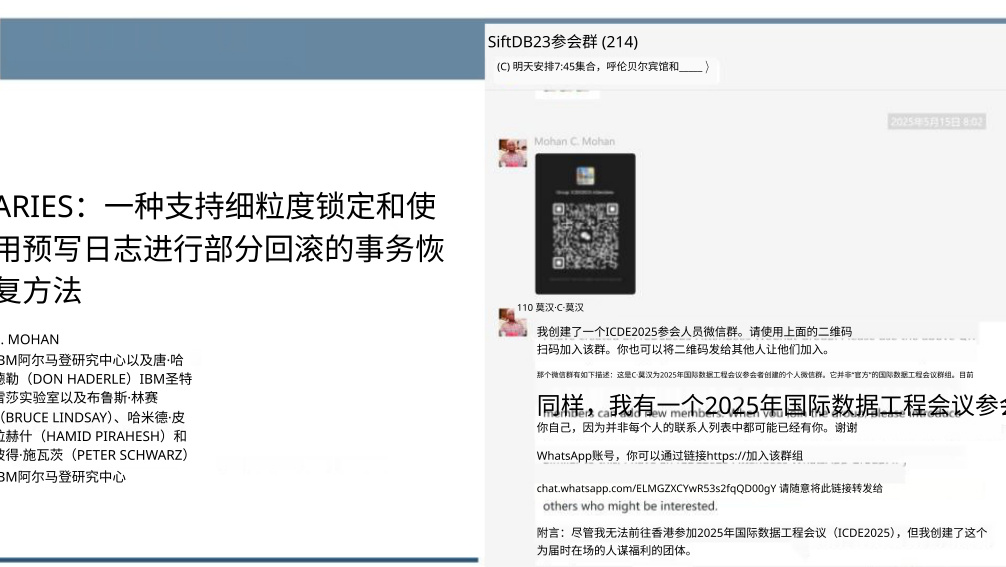 ARIES：一种支持细粒度锁定和使
用预写日志进行部分回滚的事务恢
复方法
. MOHAN
BM阿尔马登研究中心以及唐·哈
德勒（DON HADERLE）IBM圣特
雷莎实验室以及布鲁斯·林赛
（BRUCE LINDSAY）、哈米德·皮
拉赫什（HAMID PIRAHESH）和
彼得·施瓦茨（PETER SCHWARZ）
BM阿尔马登研究中心
SiftDB23参会群 (214)
(C) 明天安排7:45集合，呼伦贝尔宾馆和____ 〉
2025年5月15日 8:02
Mohan C. Mohan
110 莫汉·C·莫汉
我创建了一个ICDE2025参会人员微信群。请使用上面的二维码
扫码加入该群。你也可以将二维码发给其他人让他们加入。
那个微信群有如下描述：这是C·莫汉为2025年国际数据工程会议参会者创建的个人微信群。它并非“官方”的国际数据工程会议群组。目前
同样，我有一个2025年国际数据工程会议参会
members can add new members. When you join the group, please introduce
你自己，因为并非每个人的联系人列表中都可能已经有你。谢谢
WhatsApp账号，你可以通过链接https://加入该群组
chat.whatsapp.com/ELMGZXCYwR53s2fqQD00gY 请随意将此链接转发给
others who might be interested.
附言：尽管我无法前往香港参加2025年国际数据工程会议（ICDE2025），但我创建了这个
为届时在场的人谋福利的团体。